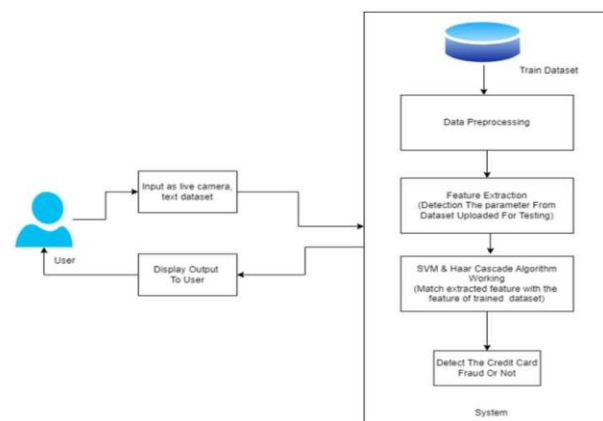 Train Dataset
Data Preprocessing
Input as live camera,
text dataset
Feature Extraction
(Detection The parameter From
Dataset Uploaded For Testing)
User
Display Output
To User
SVM & Haar Cascade Algorithm
Working
(Match extracted feature with the
feature of trained dataset)
Detect The Credit Card
Fraud Or Not
System